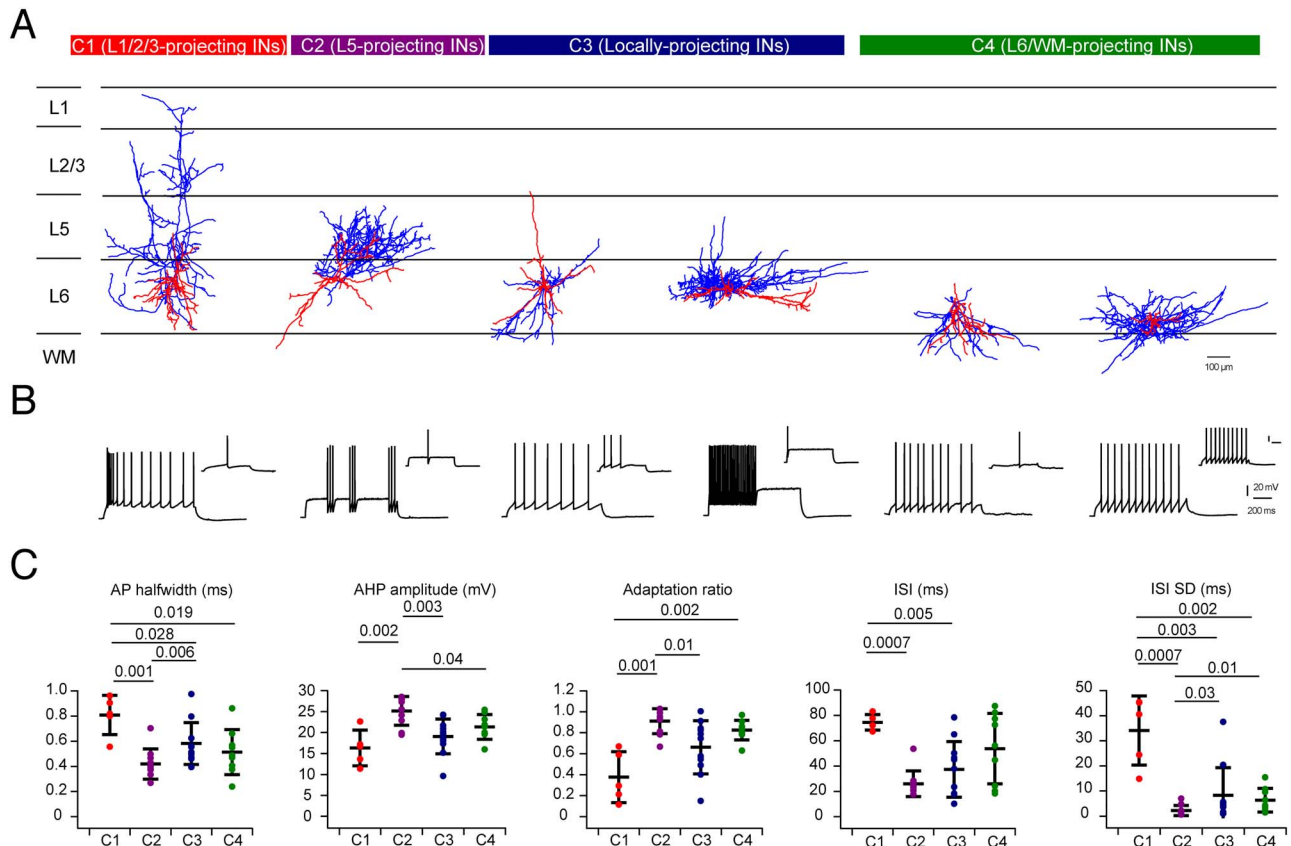 A
C1 (L1/2/3-projecting INs) C2 (L5-projecting INs) C3 (Locally-projecting INs) C4 (L6/WM-projecting INs)
L1
L2/3
L5
L6
WM
100 µm
B
20 mV
200 ms
C
AP halfwidth (ms)
0.019
0.028
0.006
0.001
1.0
0.8
0.6
0.4
0.2
0
C1 C2 C3 C4
AHP amplitude (mV)
0.003
0.002
0.04
30
25
20
15
10
5
0
C1 C2 C3 C4
Adaptation ratio
0.002
0.01
0.001
1.2
1.0
0.8
0.6
0.4
0.2
0
C1 C2 C3 C4
ISI (ms)
0.005
0.0007
100
80
60
40
20
0
C1 C2 C3 C4
ISI SD (ms)
0.002
0.003
0.0007 0.01
0.03
50
40
30
20
10
0
C1 C2 C3 C4